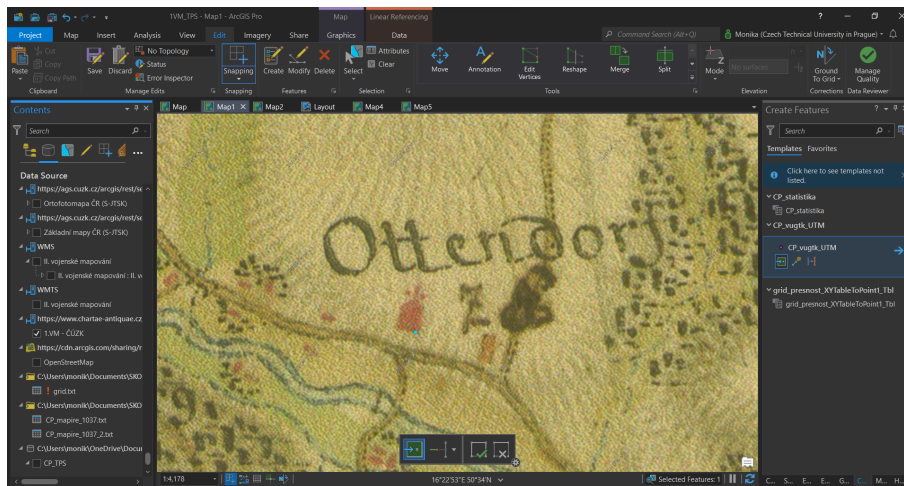 1VM_TPS - Map1 - ArcGIS Pro
Map
Linear Referencing
?
Project
Map
Insert
Analysis
View
Edit
Imagery
Share
Graphics
Data
Command Search (Alt+Q)
Monika (Czech Technical University in Prague)
Paste
Cut
Copy
Copy Path
Clipboard
Save
Discard
No Topology
Status
Error Inspector
Manage Edits
Snapping
Snapping
Create
Modify
Delete
Features
Select
Attributes
Clear
Selection
Move
Annotation
Edit
Vertices
Reshape
Merge
Split
Tools
Mode
No surfaces
Elevation
Ground
To Grid
Corrections
Manage
Quality
Data Reviewer
Contents
Search
Data Source
https://ags.cuzk.cz/arcgis/rest/se
Ortofotomapa ČR (S-JTSK)
https://ags.cuzk.cz/arcgis/rest/se
Základní mapy ČR (S-JTSK)
WMS
II. vojenské mapování
II. vojenské mapování : II. v
WMTS
II. vojenské mapování
https://www.chartae-antiquae.cz
1.VM - ČÚZK
https://cdn.arcgis.com/sharing/r
OpenStreetMap
C:\Users\monik\Documents\SKO
! grid.txt
C:\Users\monik\Documents\SKO
CP_mapire_1037.txt
CP_mapire_1037_2.txt
C:\Users\monik\OneDrive\Docu
CP_TPS
Map
Map1
Map2
Layout
Map4
Map5
Ottendorf
1:4,178
16°22'53"E 50°34'N
Selected Features: 1
Create Features
?
Search
Templates
Favorites
Click here to see templates not
listed.
CP_statistika
CP_statistika
CP_vugtk_UTM
CP_vugtk_UTM
grid_presnost_XYTableToPoint1_Tbl
grid_presnost_XYTableToPoint1_Tbl
C...
S...
E...
E...
G...
C...
M...
H...